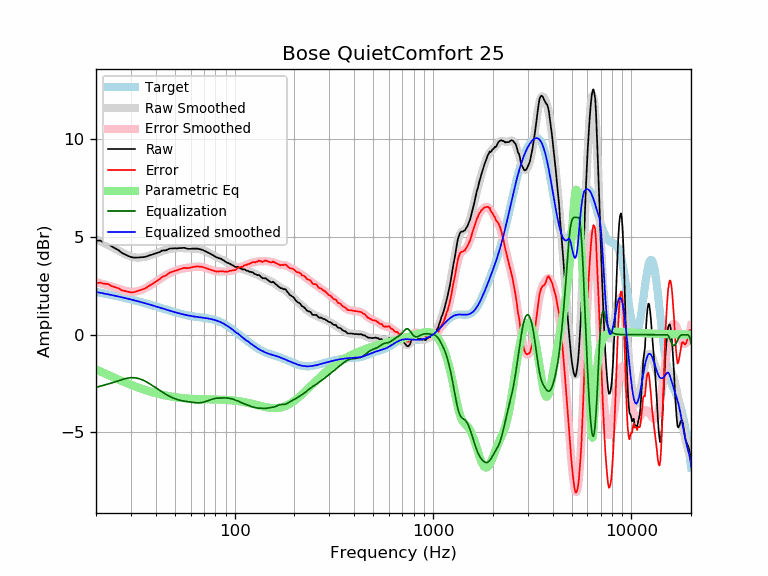 Bose QuietComfort 25
Target
Raw Smoothed
Error Smoothed
Raw
Error
Parametric Eq
Equalization
Equalized smoothed
Amplitude (dBr)
10
5
0
−5
100 1000 10000
Frequency (Hz)